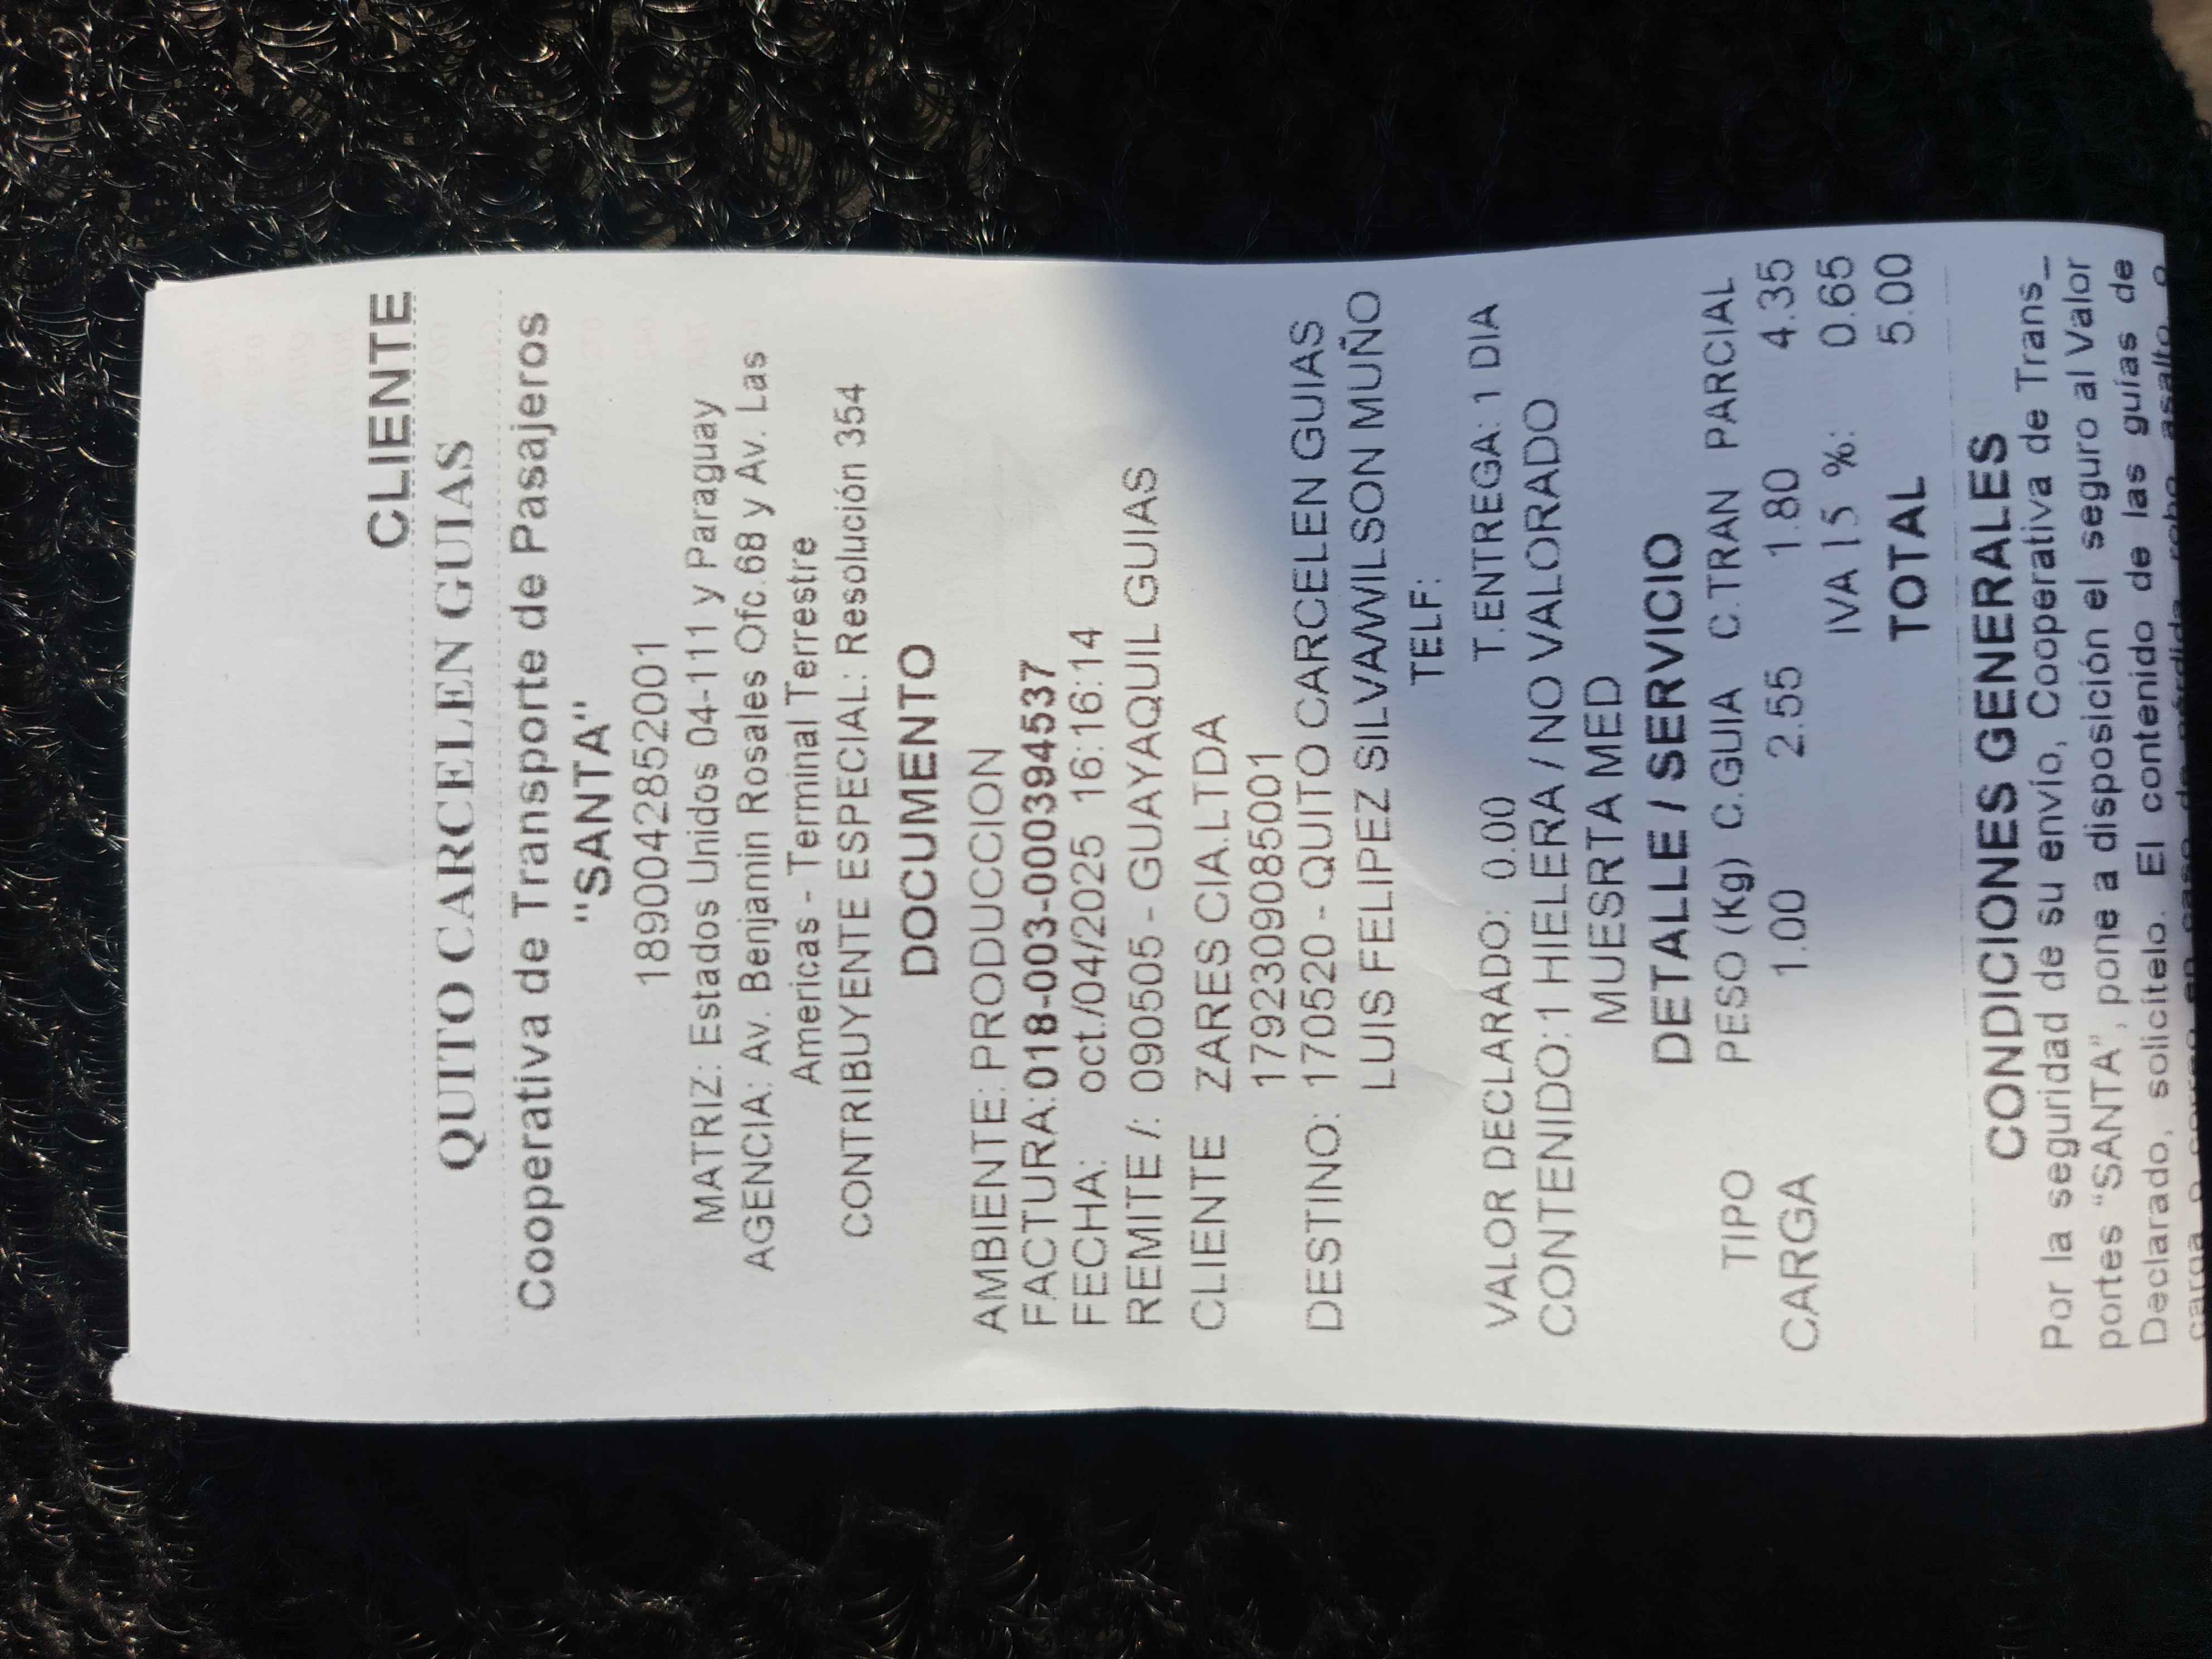 CLIENTE
QUITO CARCELEN GUIAS
Cooperativa de Transporte de Pasajeros
"SANTA"
1890042852001
MATRIZ: Estados Unidos 04-111 y Paraguay
AGENCIA: Av. Benjamin Rosales Ofc.68 y Av. Las
Americas - Terminal Terrestre
CONTRIBUYENTE ESPECIAL: Resolución 354
DOCUMENTO
AMBIENTE: PRODUCCION
FACTURA:018-003-000394537
FECHA: oct./04/2025 16:16:14
REMITE /: 090505 - GUAYAQUIL GUIAS
CLIENTE ZARES CIA.LTDA
1792309085001
DESTINO: 170520 - QUITO CARCELEN GUIAS
LUIS FELIPEZ SILVA/WILSON MUÑO
TELF:
VALOR DECLARADO: 0.00 T.ENTREGA: 1 DIA
CONTENIDO:1 HIELERA / NO VALORADO
MUESRTA MED
DETALLE / SERVICIO
TIPO PESO (Kg) C.GUIA C.TRAN PARCIAL
CARGA 1.00 2.55 1.80 4.35
IVA 15 %: 0.65
TOTAL 5.00
CONDICIONES GENERALES
Por la seguridad de su envío, Cooperativa de Trans_
portes "SANTA", pone a disposición el seguro al Valor
Declarado, solicítelo. El contenido de las guías de